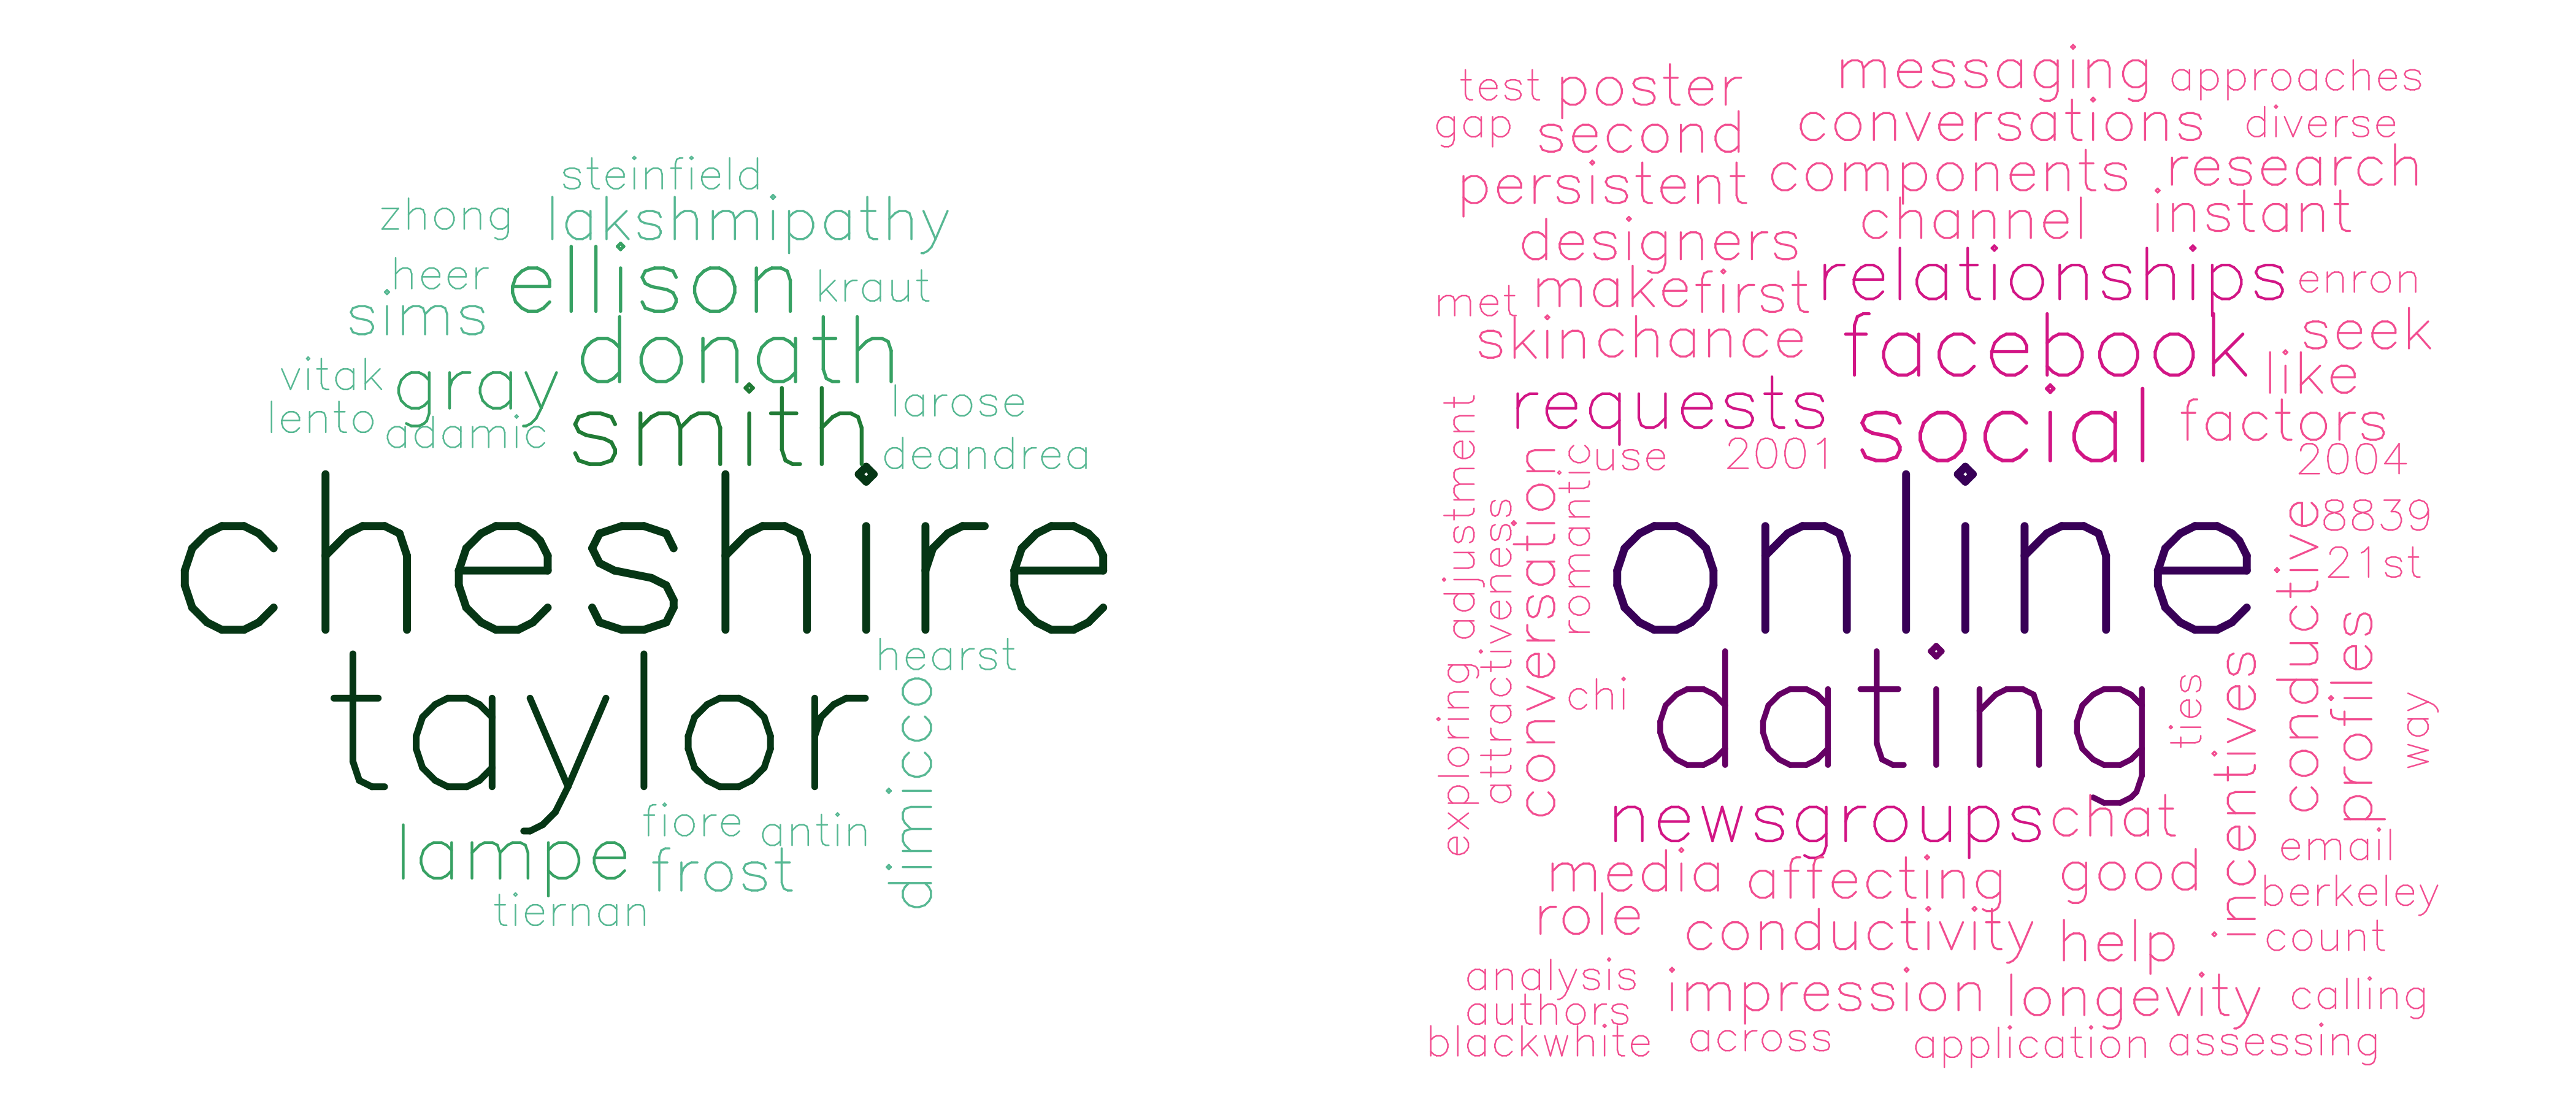 steinfield
zhong lakshmipathy
heer ellison kraut
sims donath
vitak gray larose
lento adamic smith deandrea
cheshire
taylor hearst
dimicco
fiore antin
lampe frost
tiernan
test poster messaging approaches
gap second conversations diverse
persistent components research
designers channel instant
met makefirst relationships enron
skinchance facebook seek
like
requests social factors
use 2001 2004
adjustment conversation romantic online conductive 8839
attractiveness 21st
exploring chi dating ties incentives profiles way
newsgroups chat
media affecting good email
role conductivity help berkeley
count
analysis impression longevity calling
authors
blackwhite across application assessing